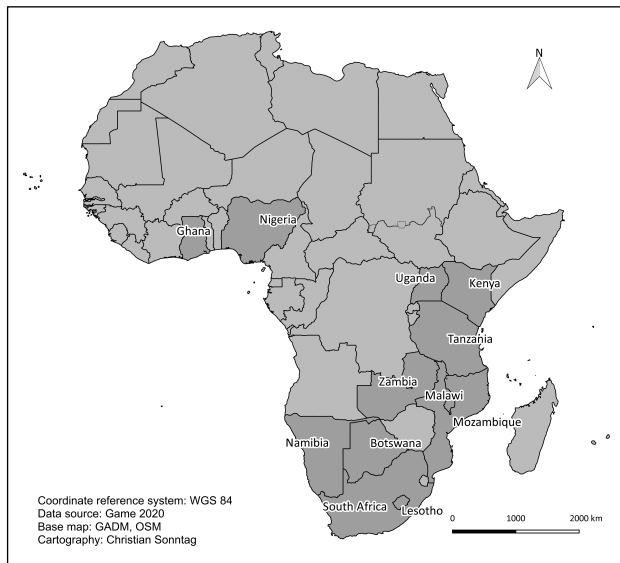 N
Nigeria
Ghana
Uganda
Kenya
Tanzania
Zambia
Malawi
Mozambique
Namibia
Botswana
South Africa
Lesotho
Coordinate reference system: WGS 84
Data source: Game 2020
Base map: GADM, OSM
Cartography: Christian Sonntag
0 1000 2000 km